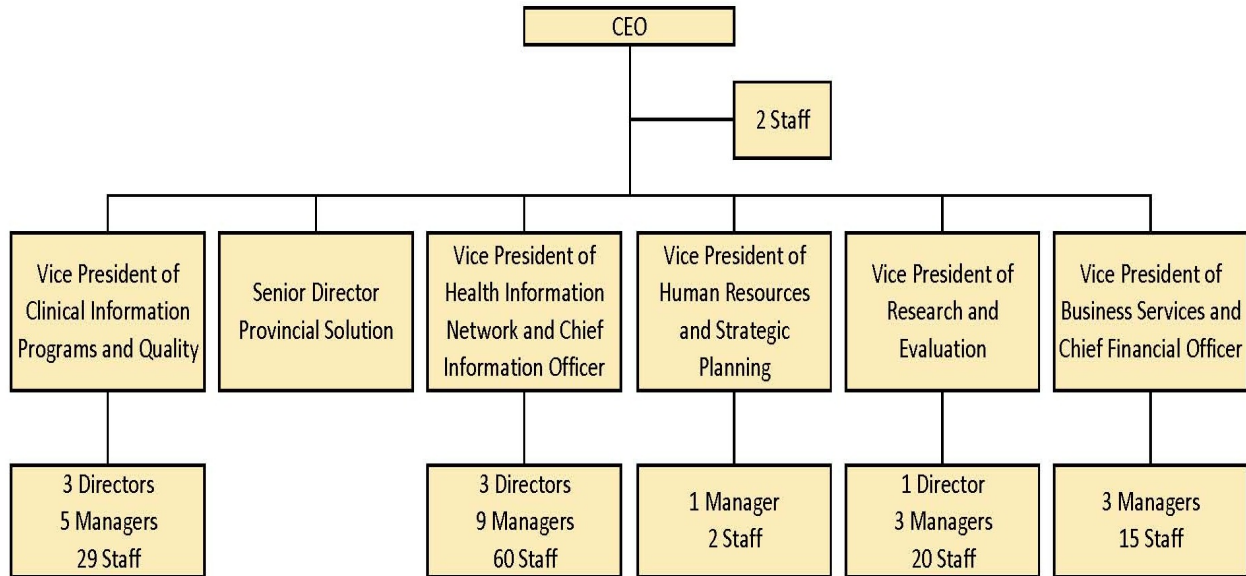 CEO
2 Staff
Vice President of
Clinical Information
Programs and Quality
Senior Director
Provincial Solution
Vice President of
Health Information
Network and Chief
Information Officer
Vice President of
Human Resources
and Strategic
Planning
Vice President of
Research and
Evaluation
Vice President of
Business Services and
Chief Financial Officer
3 Directors
5 Managers
29 Staff
3 Directors
9 Managers
60 Staff
1 Manager
2 Staff
1 Director
3 Managers
20 Staff
3 Managers
15 Staff